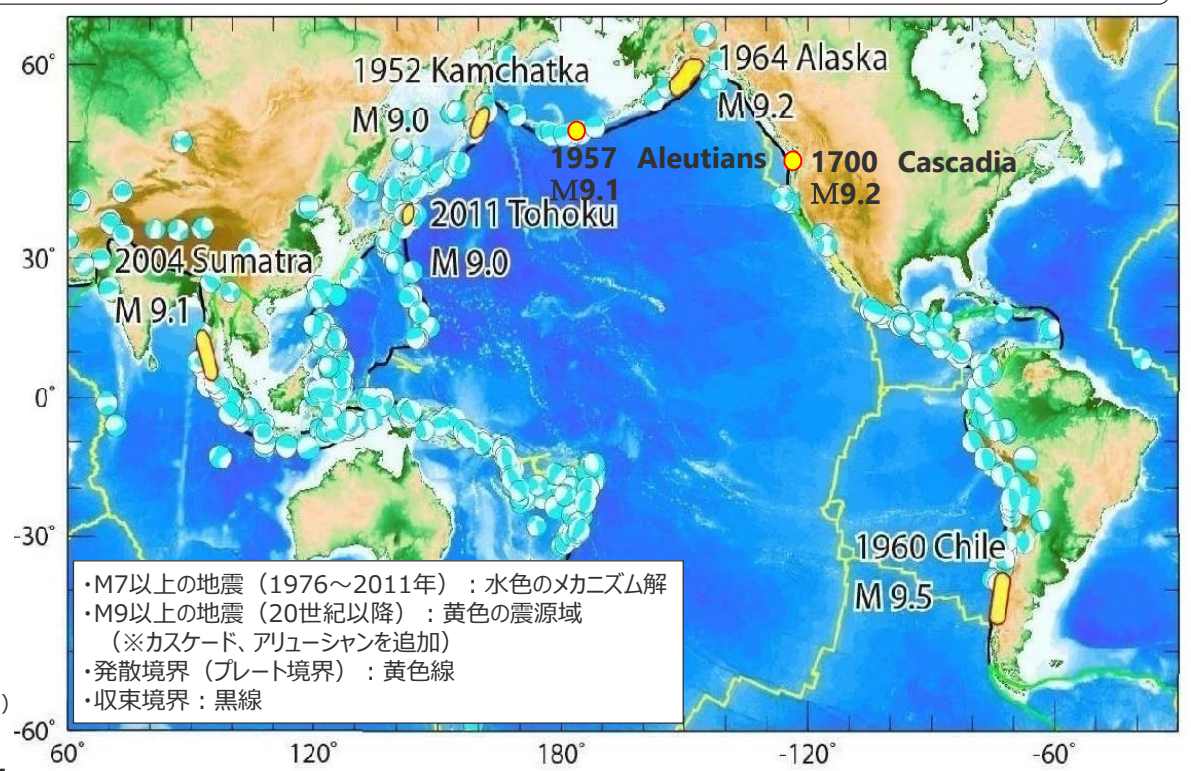 60˚
30˚
0˚
-30˚
-60˚
1952 Kamchatka
M 9.0
1964 Alaska
M 9.2
1957 Aleutians
M9.1
1700 Cascadia
M9.2
2011 Tohoku
M 9.0
2004 Sumatra
M 9.1
1960 Chile
M 9.5
・M7以上の地震（1976～2011年）：水色のメカニズム解
・M9以上の地震（20世紀以降）：黄色の震源域
（※カスケード、アリューシャンを追加）
・発散境界（プレート境界）：黄色線
・収束境界：黒線
）
60˚ 120˚ 180˚ -120˚ -60˚